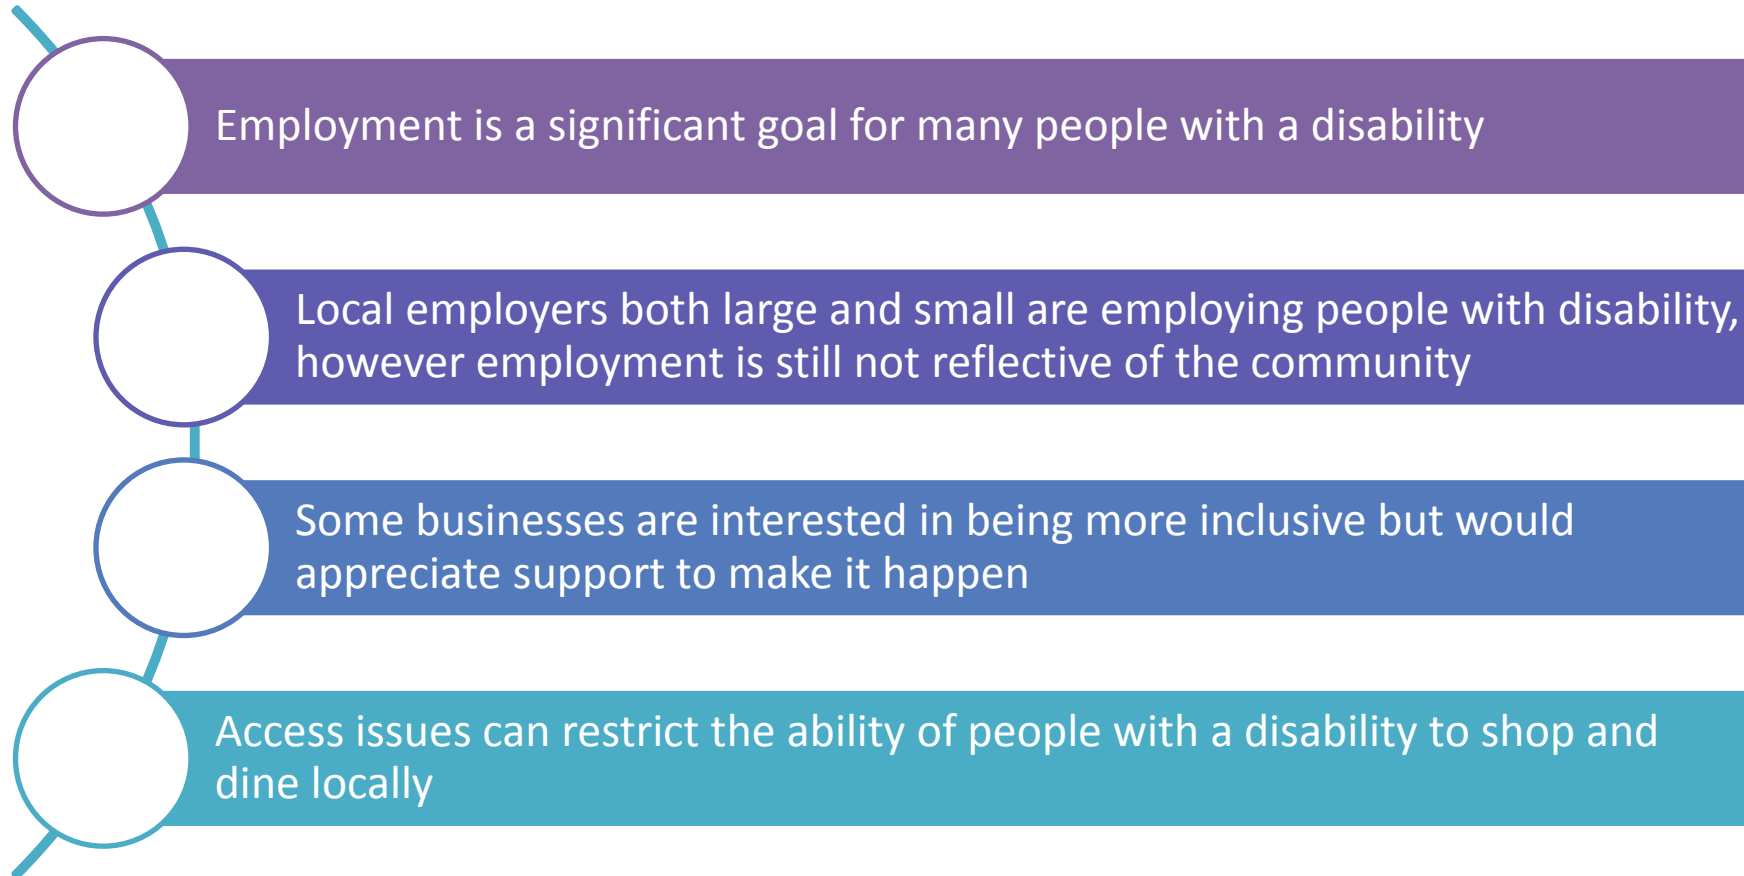 Employment is a significant goal for many people with a disability
Local employers both large and small are employing people with disability,
however employment is still not reflective of the community
Some businesses are interested in being more inclusive but would
appreciate support to make it happen
Access issues can restrict the ability of people with a disability to shop and
dine locally